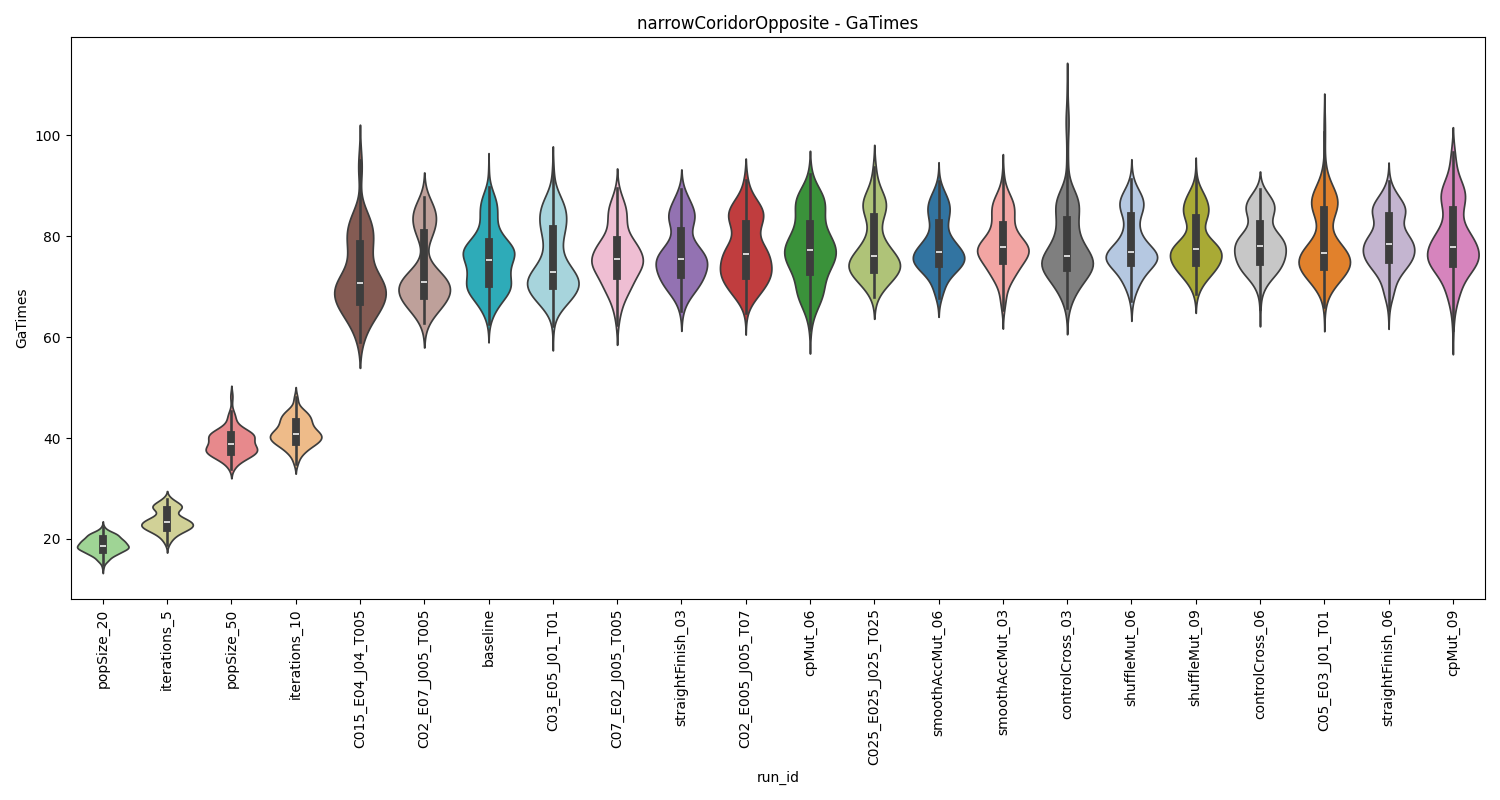 narrowCoridorOpposite - GaTimes
GaTimes
100
80
60
40
20
popSize_20
iterations_5
popSize_50
iterations_10
C015_E04_J04_T005
C02_E07_J005_T005
baseline
C03_E05_J01_T01
C07_E02_J005_T005
straightFinish_03
C02_E005_J005_T07
cpMut_06
C025_E025_J025_T025
smoothAccMut_06
smoothAccMut_03
controlCross_03
shuffleMut_06
shuffleMut_09
controlCross_06
C05_E03_J01_T01
straightFinish_06
cpMut_09
run_id